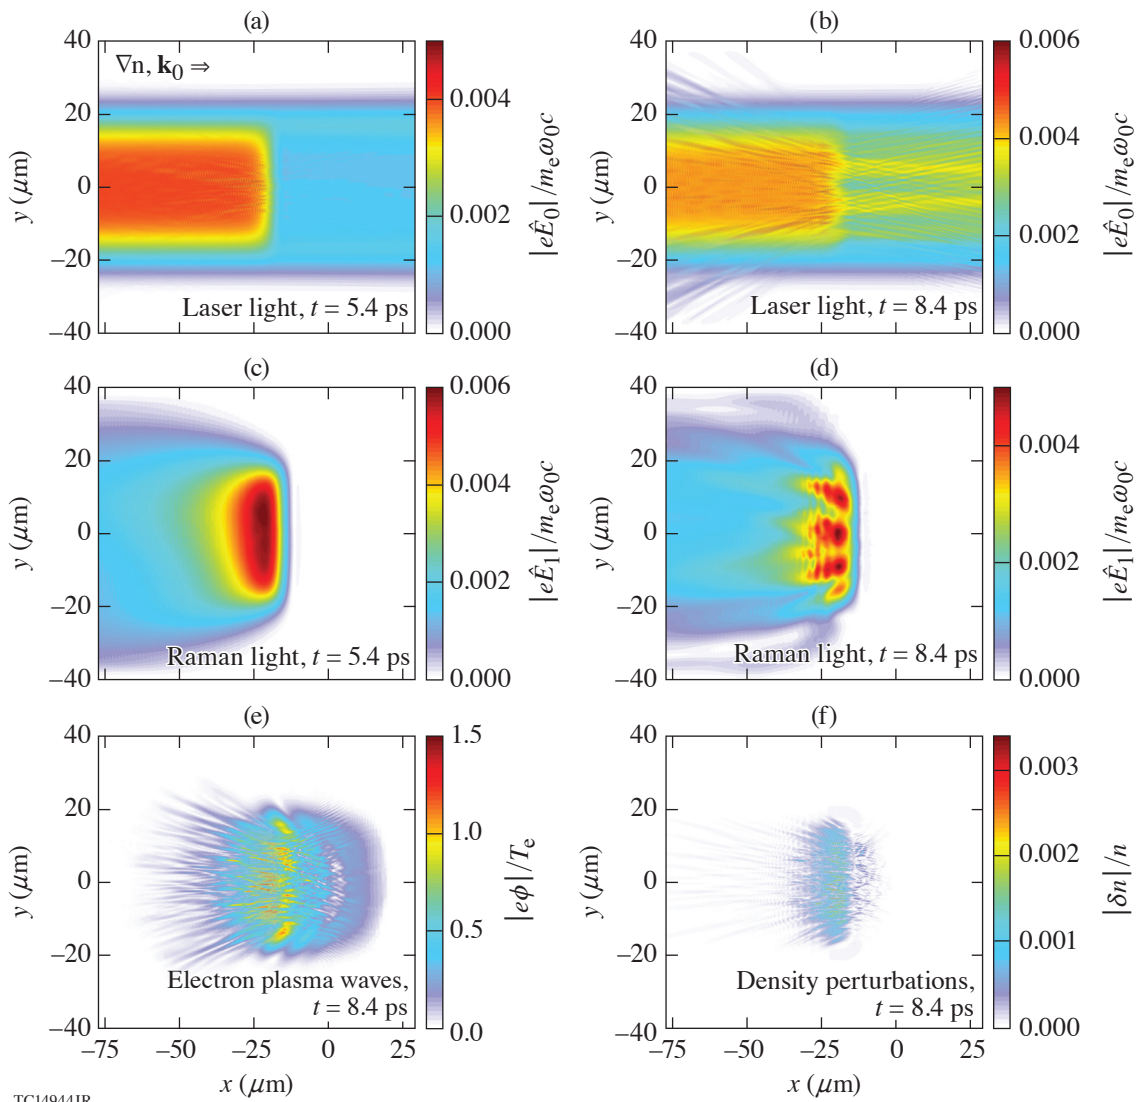 (a)
(b)
40
20
0
−20
−40
y (μm)
∇n, k₀ ⇒
Laser light, t = 5.4 ps
0.004
0.002
0.000
|eÊ₀|/mₑω₀c
40
20
0
−20
−40
y (μm)
Laser light, t = 8.4 ps
0.006
0.004
0.002
0.000
|eÊ₀|/mₑω₀c
(c)
(d)
40
20
0
−20
−40
y (μm)
Raman light, t = 5.4 ps
0.006
0.004
0.002
0.000
|eÊ₁|/mₑω₀c
40
20
0
−20
−40
y (μm)
Raman light, t = 8.4 ps
0.004
0.002
0.000
|eÊ₁|/mₑω₀c
(e)
(f)
40
20
0
−20
−40
y (μm)
Electron plasma waves,
t = 8.4 ps
1.5
1.0
0.5
0.0
|eϕ|/Tₑ
40
20
0
−20
−40
y (μm)
Density perturbations,
t = 8.4 ps
0.003
0.002
0.001
0.000
|δn|/n
−75 −50 −25 0 25
x (μm)
−75 −50 −25 0 25
x (μm)
TC14944JR